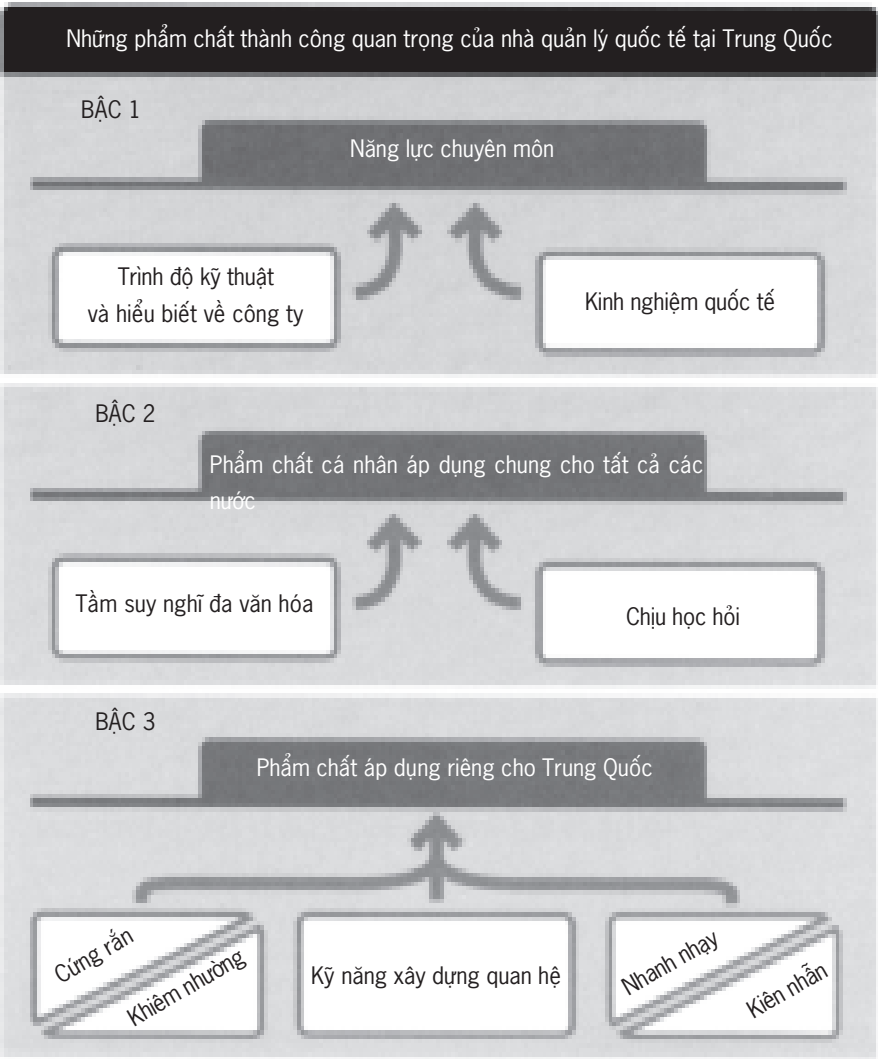 Những phẩm chất thành công quan trọng của nhà quản lý quốc tế tại Trung Quốc
BẬC 1
Năng lực chuyên môn
Trình độ kỹ thuật
và hiểu biết về công ty
Kinh nghiệm quốc tế
BẬC 2
Phẩm chất cá nhân áp dụng chung cho tất cả các
nước
Tầm suy nghĩ đa văn hóa
Chịu học hỏi
BẬC 3
Phẩm chất áp dụng riêng cho Trung Quốc
Cứng rắn
Khiêm nhường
Kỹ năng xây dựng quan hệ
Nhanh nhạy
Kiên nhẫn